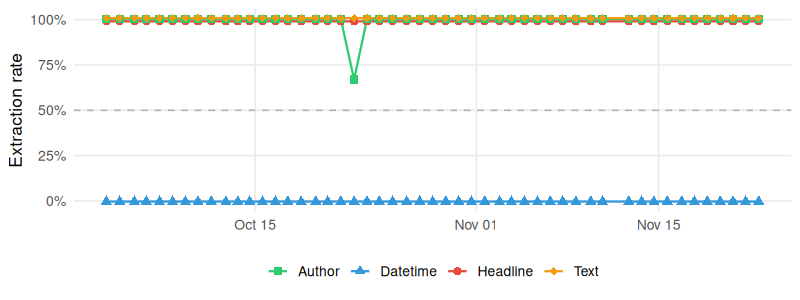 100%
75%
50%
25%
0%
Extraction rate
Oct 15 Nov 01 Nov 15
Author Datetime Headline Text